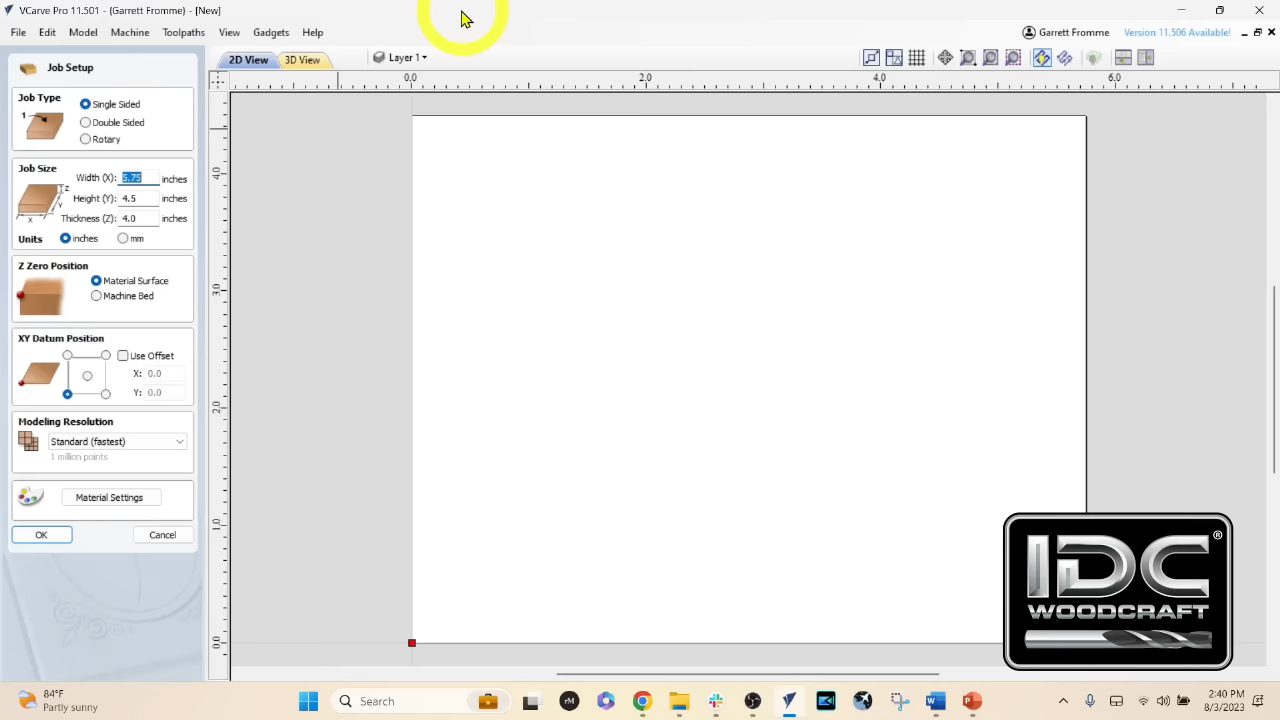 VCarve Pro 11.501 - (Garrett Fromme) - [New]
File Edit Model Machine Toolpaths View Gadgets Help
Garrett Fromme Version 11.506 Available!
Job Setup
2D View 3D View Layer 1
0.0 2.0 4.0 6.0
Job Type
Single Sided
1
Double Sided
Rotary
Job Size
Width (X): 5.75 inches
Z
Height (Y): 4.5 inches
Y
Thickness (Z): 4.0 inches
X
Units inches mm
Z Zero Position
Material Surface
Machine Bed
XY Datum Position
Use Offset
X: 0.0
Y: 0.0
Modeling Resolution
Standard (fastest)
1 million points
Material Settings
OK Cancel
4.0
3.0
2.0
1.0
0.0
IDC®
WOODCRAFT
84°F
Partly sunny
Search
rM
W
P
2:40 PM
8/3/2023